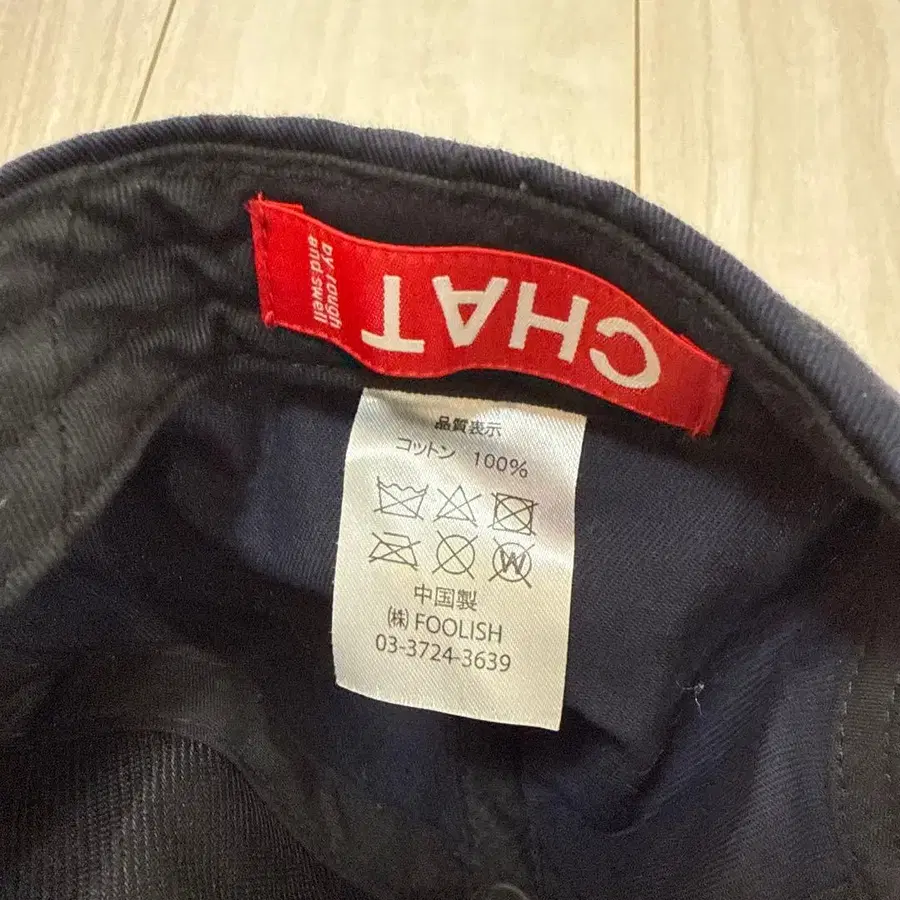 CHAT
by rough
and swell
品質表示
コットン 100%
W
中国製
㈱ FOOLISH
03-3724-3639